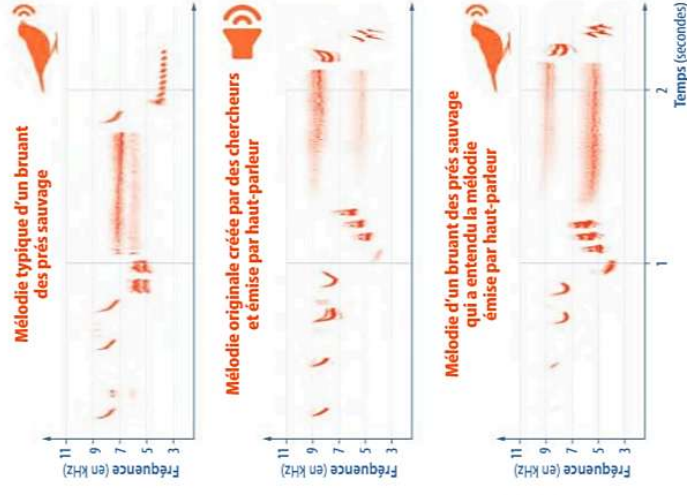 Mélodie typique d'un bruant
des prés sauvage
Fréquence (en kHz)
11
9
7
5
3
Mélodie originale créée par des chercheurs
et émise par haut-parleur
Fréquence (en kHz)
11
9
7
5
3
Mélodie d'un bruant des prés sauvage
qui a entendu la mélodie
émise par haut-parleur
Fréquence (en kHz)
11
9
7
5
3
1
2
Temps (secondes)